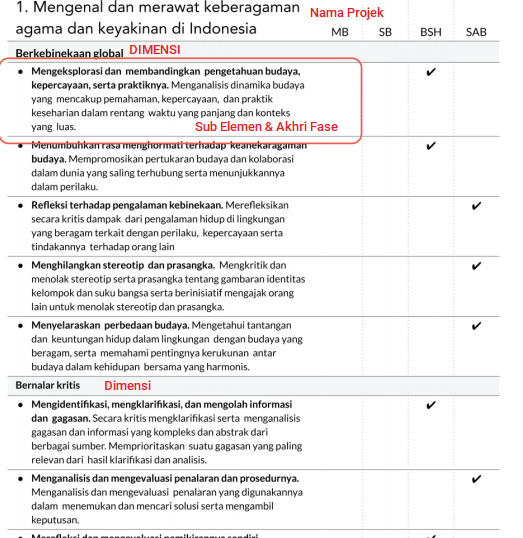 1. Mengenal dan merawat keberagaman Nama Projek
agama dan keyakinan di Indonesia MB SB BSH SAB
Berkebinekaan global DIMENSI
• Mengeksplorasi dan membandingkan pengetahuan budaya, ✔
kepercayaan, serta praktiknya. Menganalisis dinamika budaya
yang mencakup pemahaman, kepercayaan, dan praktik
keseharian dalam rentang waktu yang panjang dan konteks
yang luas. Sub Elemen & Akhri Fase
• Menumbuhkan rasa menghormati terhadap keanekaragaman ✔
budaya. Mempromosikan pertukaran budaya dan kolaborasi
dalam dunia yang saling terhubung serta menunjukkannya
dalam perilaku.
• Refleksi terhadap pengalaman kebinekaan. Merefleksikan ✔
secara kritis dampak dari pengalaman hidup di lingkungan
yang beragam terkait dengan perilaku, kepercayaan serta
tindakannya terhadap orang lain
• Menghilangkan stereotip dan prasangka. Mengkritik dan ✔
menolak stereotip serta prasangka tentang gambaran identitas
kelompok dan suku bangsa serta berinisiatif mengajak orang
lain untuk menolak stereotip dan prasangka.
• Menyelaraskan perbedaan budaya. Mengetahui tantangan ✔
dan keuntungan hidup dalam lingkungan dengan budaya yang
beragam, serta memahami pentingnya kerukunan antar
budaya dalam kehidupan bersama yang harmonis.
Bernalar kritis Dimensi
• Mengidentifikasi, mengklarifikasi, dan mengolah informasi ✔
dan gagasan. Secara kritis mengklarifikasi serta menganalisis
gagasan dan informasi yang kompleks dan abstrak dari
berbagai sumber. Memprioritaskan suatu gagasan yang paling
relevan dari hasil klarifikasi dan analisis.
• Menganalisis dan mengevaluasi penalaran dan prosedurnya. ✔
Menganalisis dan mengevaluasi penalaran yang digunakannya
dalam menemukan dan mencari solusi serta mengambil
keputusan.
• Merefleksi dan mengevaluasi pemikirannya sendiri. ✔